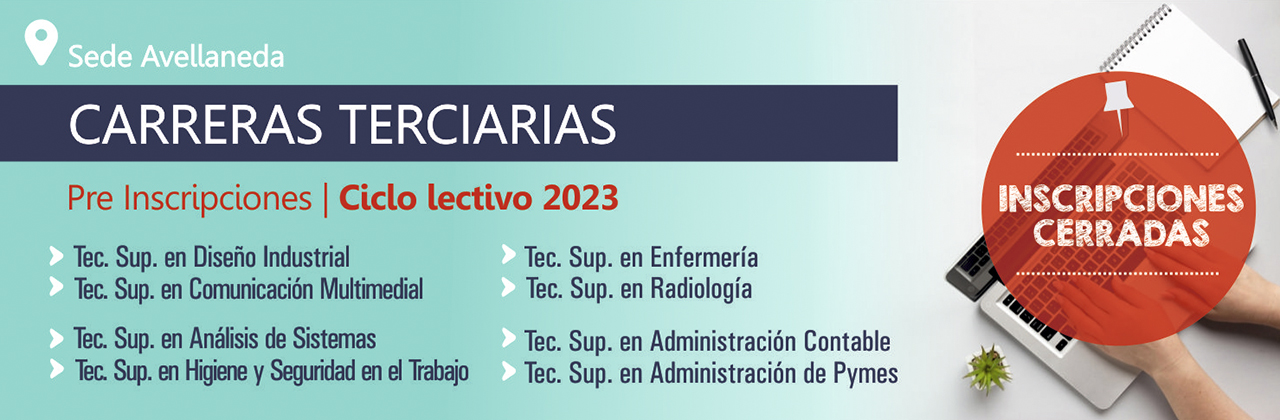 Sede Avellaneda
CARRERAS TERCIARIAS
Pre Inscripciones | Ciclo lectivo 2023
Tec. Sup. en Diseño Industrial
Tec. Sup. en Comunicación Multimedial
Tec. Sup. en Análisis de Sistemas
Tec. Sup. en Higiene y Seguridad en el Trabajo
Tec. Sup. en Enfermería
Tec. Sup. en Radiología
Tec. Sup. en Administración Contable
Tec. Sup. en Administración de Pymes
INSCRIPCIONES
CERRADAS